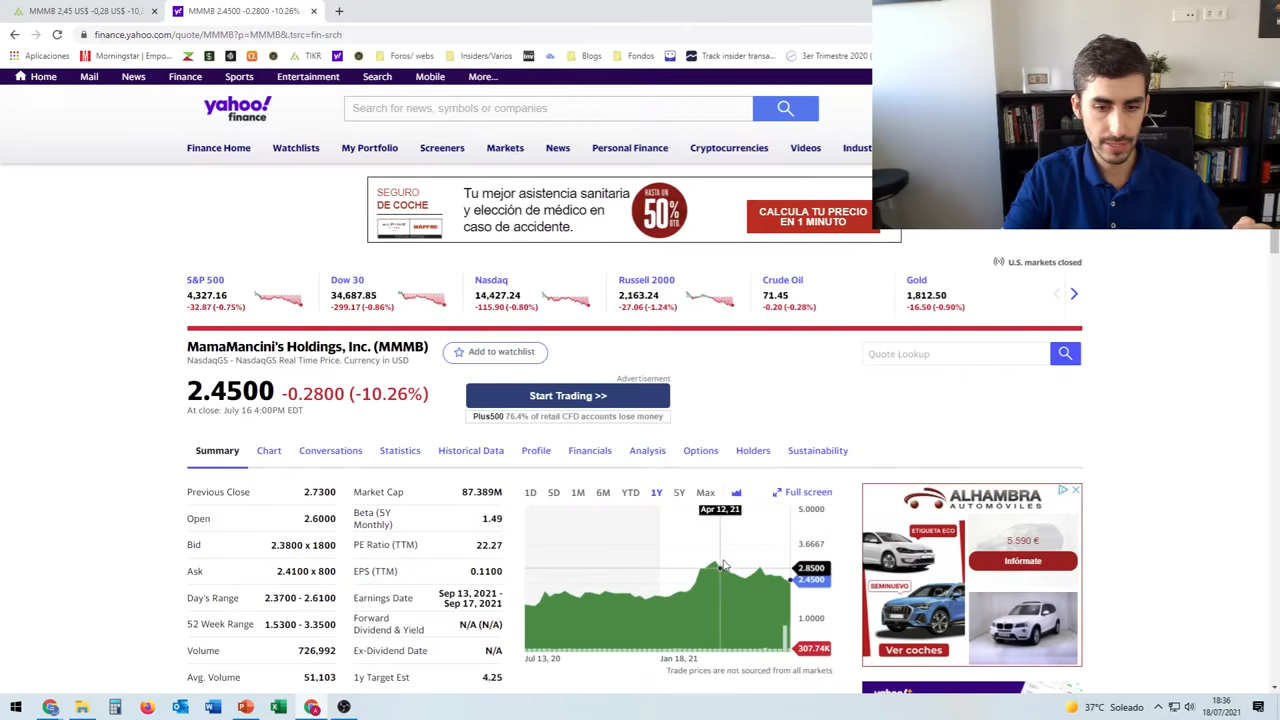 MMMB 2,45 US$ -0,28 US$ -10,
MMMB 2.4500 -0.2800 -10.26%
finance.yahoo.com/quote/MMMB?p=MMMB&.tsrc=fin-srch
Aplicaciones
Morningstar | Empo...
TIKR
Foros/ webs
Insiders/Varios
Blogs
Fondos
Track insider transa...
3er Trimestre 2020 (
Home
Mail
News
Finance
Sports
Entertainment
Search
Mobile
More...
yahoo!
finance
Search for news, symbols or companies
Finance Home
Watchlists
My Portfolio
Screeners
Markets
News
Personal Finance
Cryptocurrencies
Videos
Indust
SEGURO
DE COCHE
MAPFRE
Tu mejor asistencia sanitaria
y elección de médico en
caso de accidente.
HASTA UN
50%
DTO.
CALCULA TU PRECIO
EN 1 MINUTO
U.S. markets closed
S&P 500
4,327.16
-32.87 (-0.75%)
Dow 30
34,687.85
-299.17 (-0.86%)
Nasdaq
14,427.24
-115.90 (-0.80%)
Russell 2000
2,163.24
-27.06 (-1.24%)
Crude Oil
71.45
-0.20 (-0.28%)
Gold
1,812.50
-16.50 (-0.90%)
MamaMancini's Holdings, Inc. (MMMB)
NasdaqGS - NasdaqGS Real Time Price. Currency in USD
Add to watchlist
Quote Lookup
2.4500 -0.2800 (-10.26%)
At close: July 16 4:00PM EDT
Advertisement
Start Trading >>
Plus500 76.4% of retail CFD accounts lose money
Summary
Chart
Conversations
Statistics
Historical Data
Profile
Financials
Analysis
Options
Holders
Sustainability
Previous Close 2.7300
Open 2.6000
Bid 2.3800 x 1800
Ask 2.4100 x 1100
Day's Range 2.3700 - 2.6100
52 Week Range 1.5300 - 3.3500
Volume 726,992
Avg. Volume 51,103
Market Cap 87.389M
Beta (5Y
Monthly) 1.49
PE Ratio (TTM) 22.27
EPS (TTM) 0.1100
Earnings Date Sep 13, 2021 -
Sep 17, 2021
Forward
Dividend & Yield N/A (N/A)
Ex-Dividend Date N/A
1y Target Est 4.25
1D
5D
1M
6M
YTD
1Y
5Y
Max
Full screen
Apr 12, 21
5.0000
3.6667
2.8500
2.4500
1.0000
307.74K
Jul 13, 20
Jan 18, 21
Trade prices are not sourced from all markets
ALHAMBRA
AUTOMÓVILES
ETIQUETA ECO
5.590 €
Infórmate
SEMINUEVO
Ver coches
yahoo!
37°C Soleado
18:36
18/07/2021